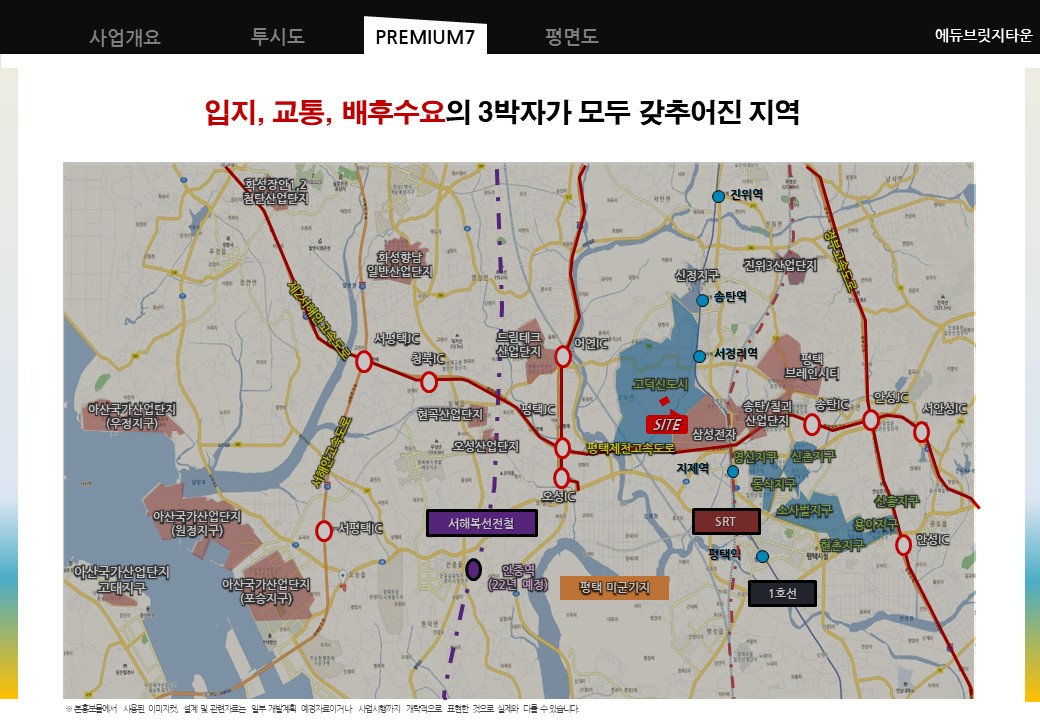 사업개요
투시도
PREMIUM7
평면도
에듀브릿지타운
입지, 교통, 배후수요의 3박자가 모두 갖추어진 지역
화성장안1,2
첨단산업단지
진위역
화성향남
일반산업단지
신정지구
진위3산업단지
경부고속도로
제2서해안고속도로
송탄역
서평택IC
청북IC
드림테크
산업단지
어연IC
서정리역
평택
브레인시티
고덕신도시
아산국가산업단지
(우정지구)
현곡산업단지
평택IC
SITE
삼성전자
송탄/칠괴
산업단지
송탄IC
안성IC
서안성IC
서해안고속도로
오성산업단지
평택제천고속도로
지제역
영신지구
신촌지구
동삭지구
오성IC
소사벌지구
신흥지구
아산국가산업단지
(원정지구)
서평택IC
서해복선전철
SRT
용이지구
현촌지구
안성IC
평택역
아산국가산업단지
고대지구
아산국가산업단지
(포승지구)
안중역
(22년 예정)
평택 미군기지
1호선
※ 본홍보물에서 사용된 이미지컷, 설계 및 관련자료는 일부 개발계획 예정자료이거나 사업시행까지 개략적으로 표현한 것으로 실제와 다를 수 있습니다.